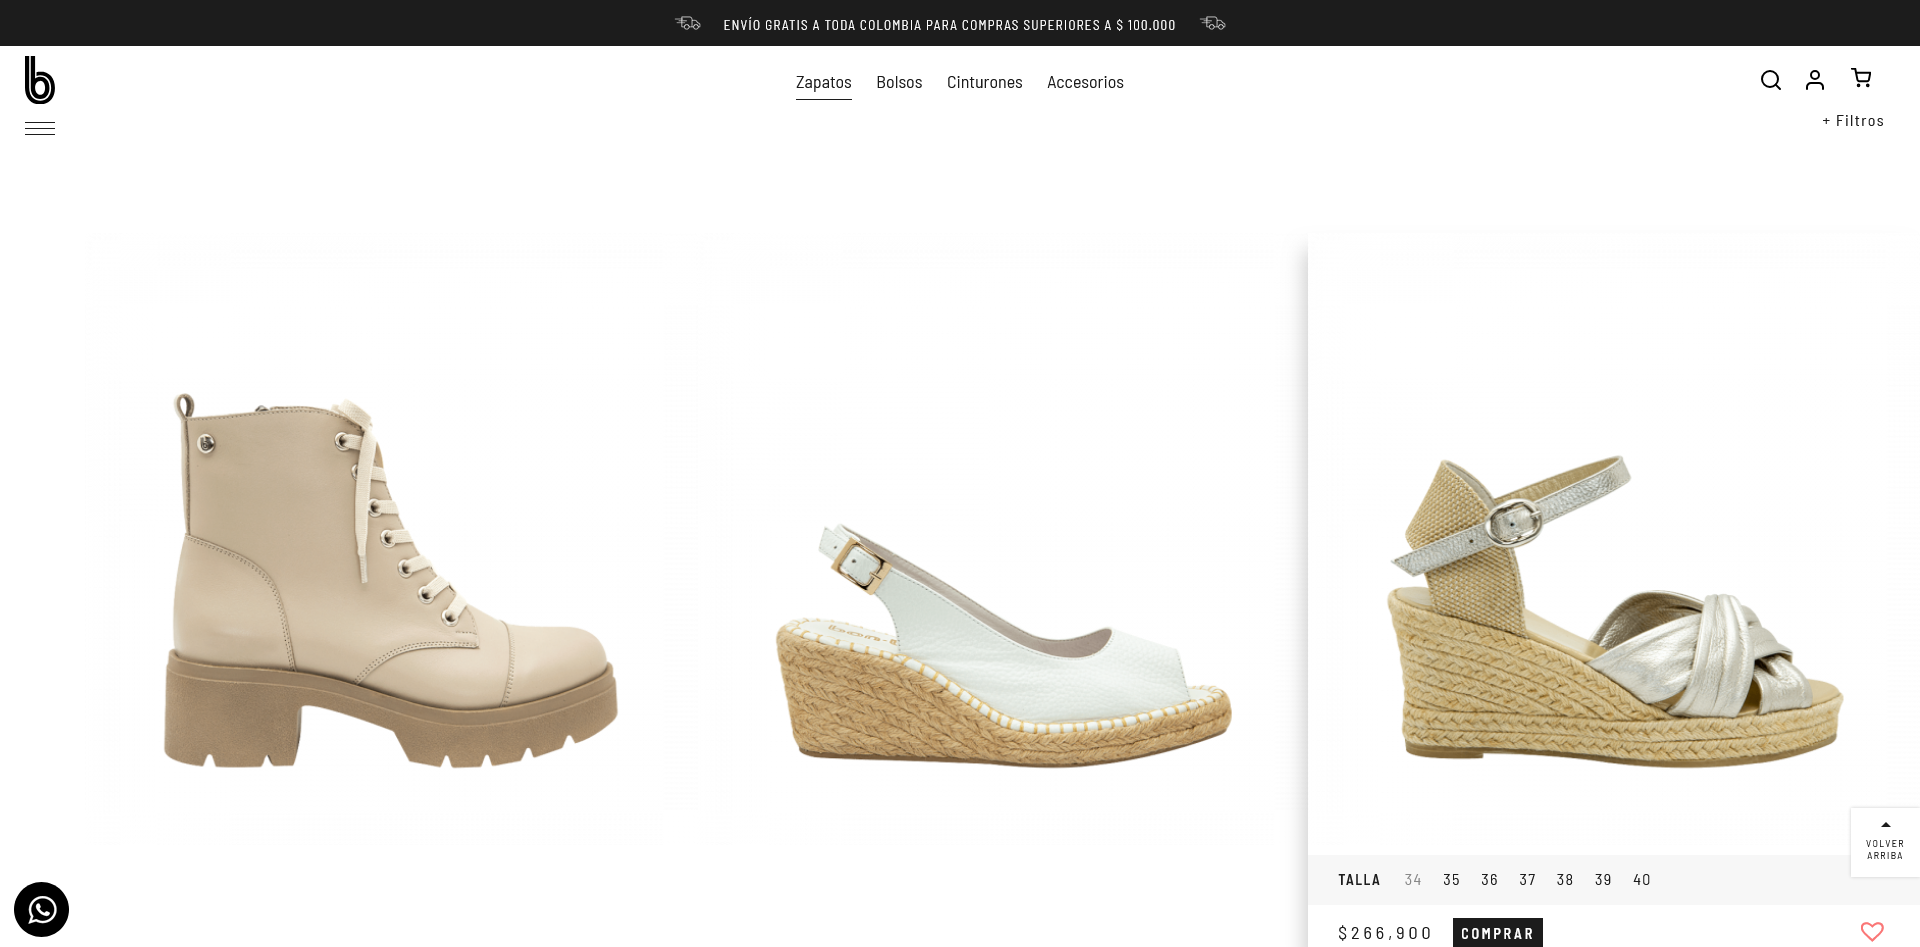 ENVÍO GRATIS A TODA COLOMBIA PARA COMPRAS SUPERIORES A $ 100.000
b
Zapatos Bolsos Cinturones Accesorios
+ Filtros
VOLVER
ARRIBA
TALLA 34 35 36 37 38 39 40
$266,900 COMPRAR